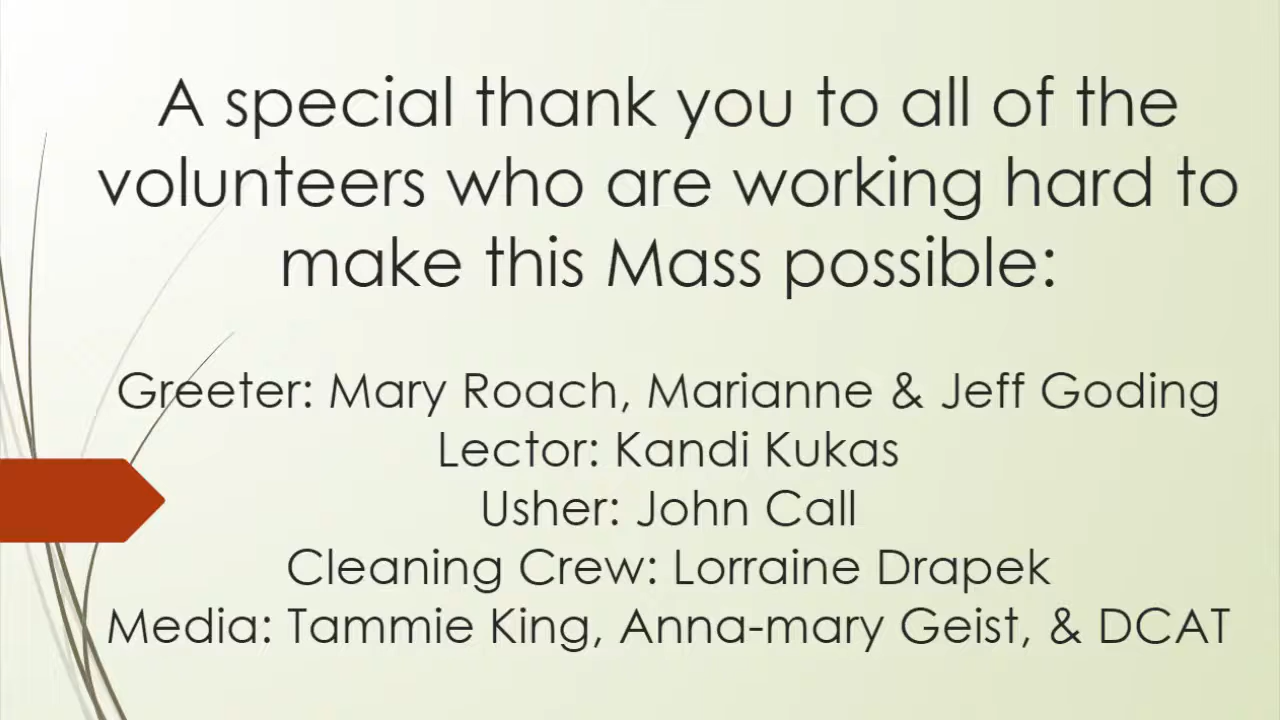 A special thank you to all of the
volunteers who are working hard to
make this Mass possible:
Greeter: Mary Roach, Marianne & Jeff Goding
Lector: Kandi Kukas
Usher: John Call
Cleaning Crew: Lorraine Drapek
Media: Tammie King, Anna-mary Geist, & DCAT